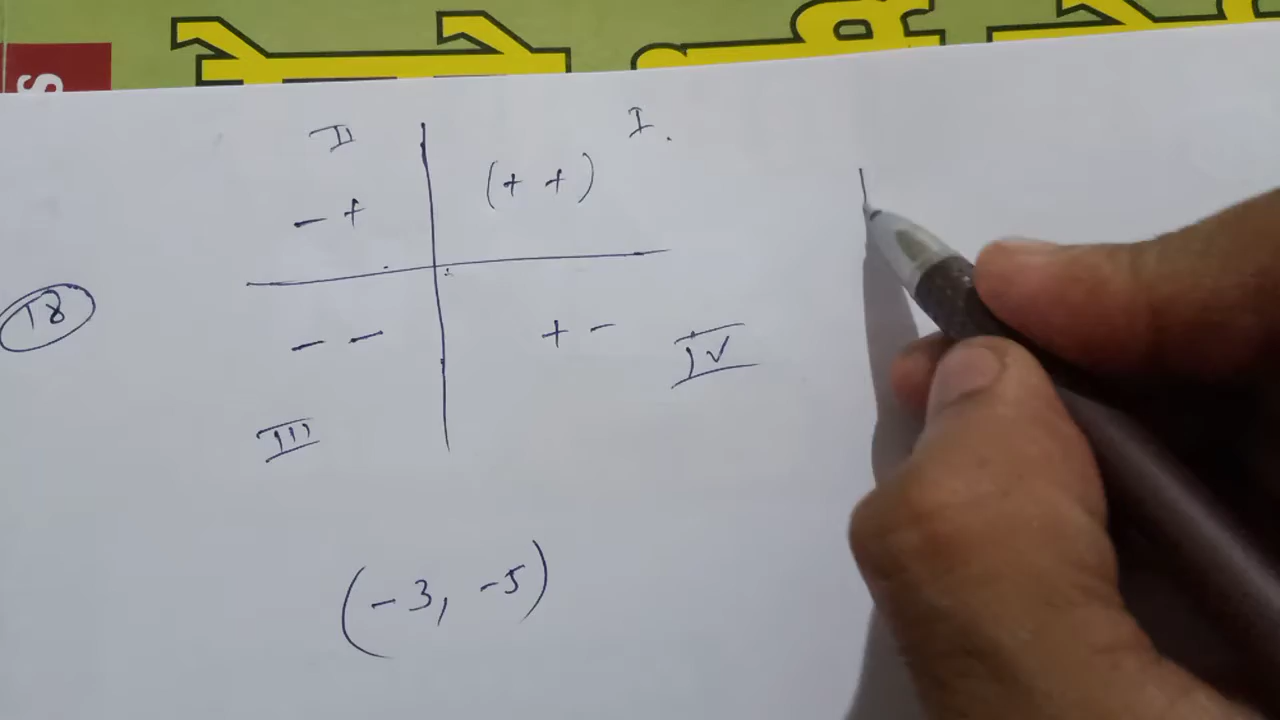 II I.
- + (+ +)
18
- - + - IV
III
(-3, -5)